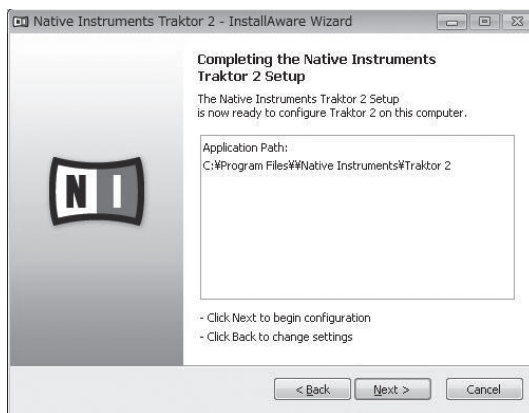 Native Instruments Traktor 2 - InstallAware Wizard
Completing the Native Instruments
Traktor 2 Setup
The Native Instruments Traktor 2 Setup
is now ready to configure Traktor 2 on this computer.
Application Path:
C:¥Program Files¥¥Native Instruments¥Traktor 2
N I
- Click Next to begin configuration
- Click Back to change settings
< Back
Next >
Cancel